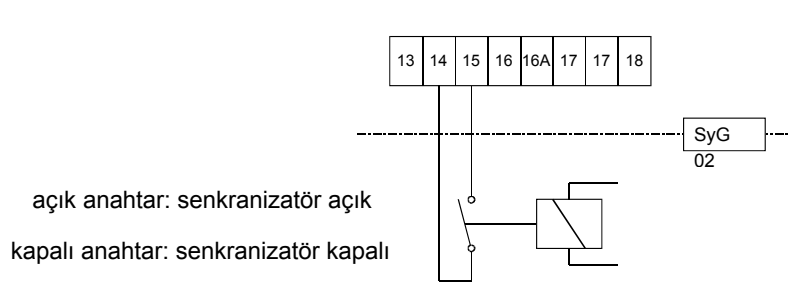 13 14 15 16 16A 17 17 18
SyG
02
açık anahtar: senkranizatör açık
kapalı anahtar: senkranizatör kapalı